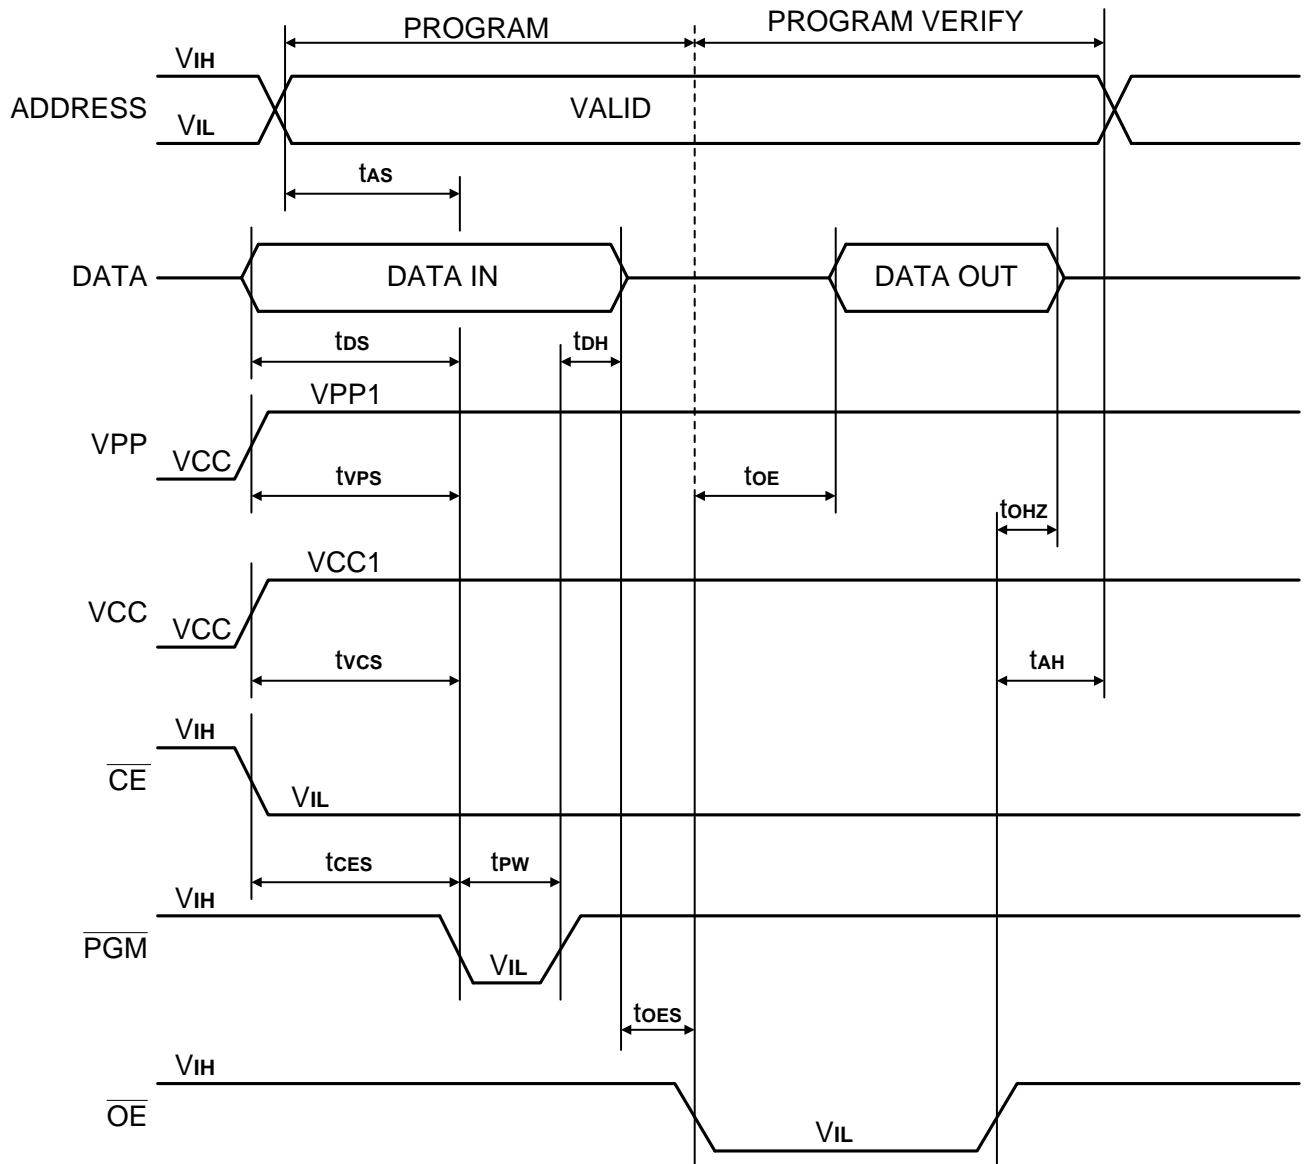 PROGRAM
PROGRAM VERIFY
VIH
ADDRESS
VALID
VIL
tAS
DATA
DATA IN
DATA OUT
tDS
tDH
VPP1
VPP
VCC
tVPS
tOE
tOHZ
VCC1
VCC
VCC
tVCS
tAH
VIH
CE
VIL
tCES
tPW
VIH
PGM
VIL
tOES
VIH
OE
VIL